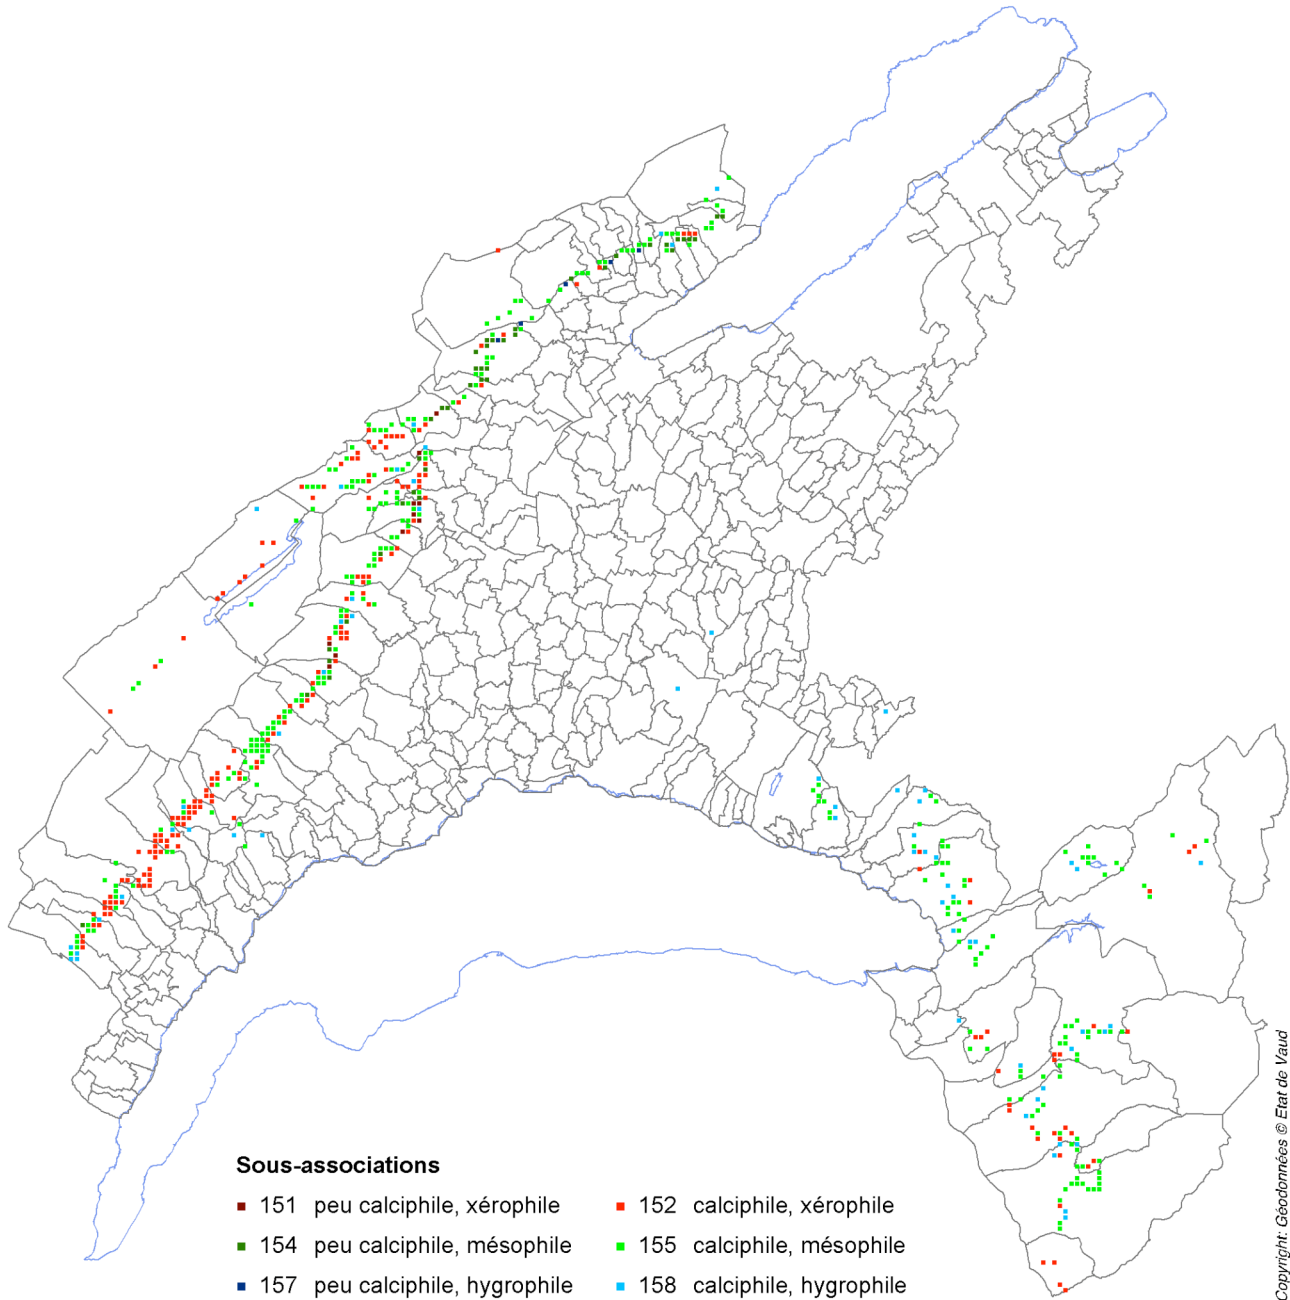 Sous-associations
151 peu calciphile, xérophile
152 calciphile, xérophile
154 peu calciphile, mésophile
155 calciphile, mésophile
157 peu calciphile, hygrophile
158 calciphile, hygrophile
Copyright: Géodonnées © Etat de Vaud